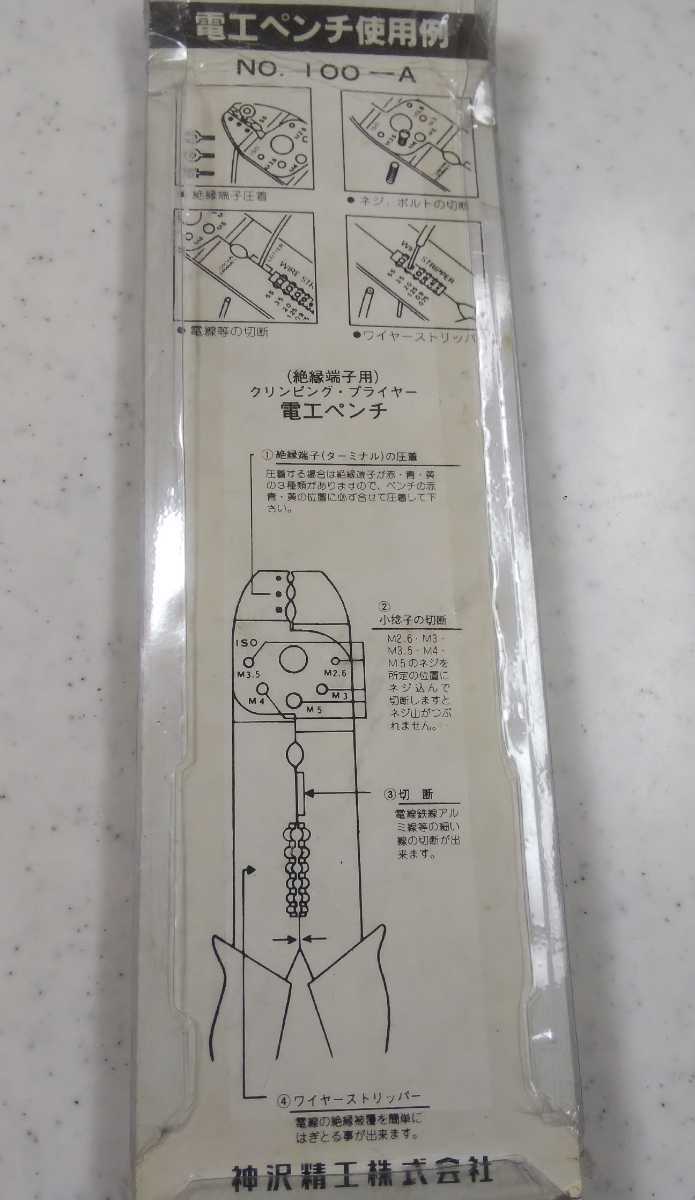 電工ペンチ使用例
NO. 100-A
絶縁端子圧着
● ネジ、ボルトの切断
WIRE STR
WIRE STRIPPER
● 電線等の切断
●ワイヤーストリッパ
(絶縁端子用)
クリンピング・プライヤー
電工ペンチ
①絶縁端子(ターミナル)の圧着
圧着する場合は絶縁端子が赤・青・黄
の3種類がありますので、ペンチの赤
青・黄の位置に必ず合せて圧着して下
さい。
②
小捻子の切断
M2.6・M3・
M3.5・M4・
M5のネジを
所定の位置に
ネジ込んで
切断しますと
ネジ山がつぶ
れません。
ISO
M3.5
M2.6
M4
M3
M5
③切 断
電線鉄線アル
ミ線等の細い
線の切断が出
来ます。
④ワイヤーストリッパー
電線の絶縁被覆を簡単に
はぎとる事が出来ます。
神沢精工株式会社